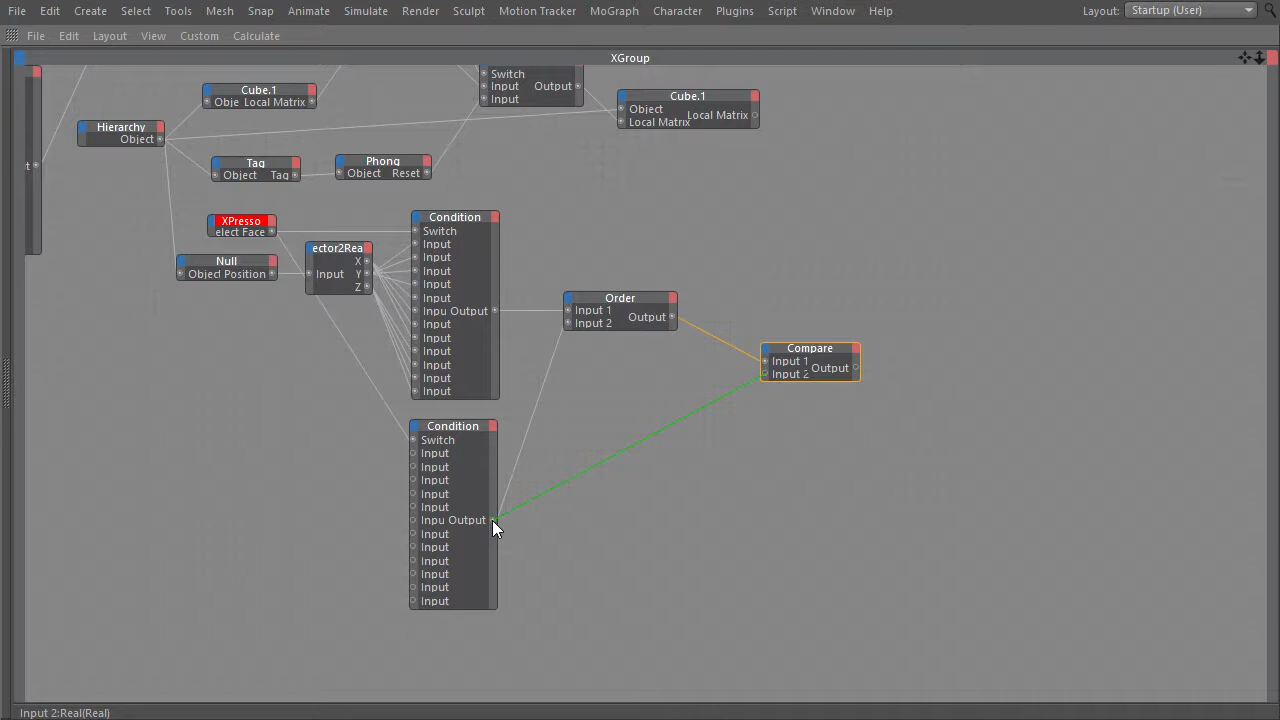 File Edit Create Select Tools Mesh Snap Animate Simulate Render Sculpt Motion Tracker MoGraph Character Plugins Script Window Help Layout: Startup (User)
File Edit Layout View Custom Calculate
XGroup
t
Cube.1
Obje Local Matrix
Switch
Input Output
Input
Cube.1
Object
Local Matrix Local Matrix
Hierarchy
Object
Tag
Object Tag
Phong
Object Reset
XPresso
elect Face
Null
Object Position
ector2Rea
X
Input Y
Z
Condition
Switch
Input
Input
Input
Input
Input
Inpu Output
Input
Input
Input
Input
Input
Input
Order
Input 1
Input 2 Output
Compare
Input 1
Input 2 Output
Condition
Switch
Input
Input
Input
Input
Input
Inpu Output
Input
Input
Input
Input
Input
Input
Input 2:Real(Real)